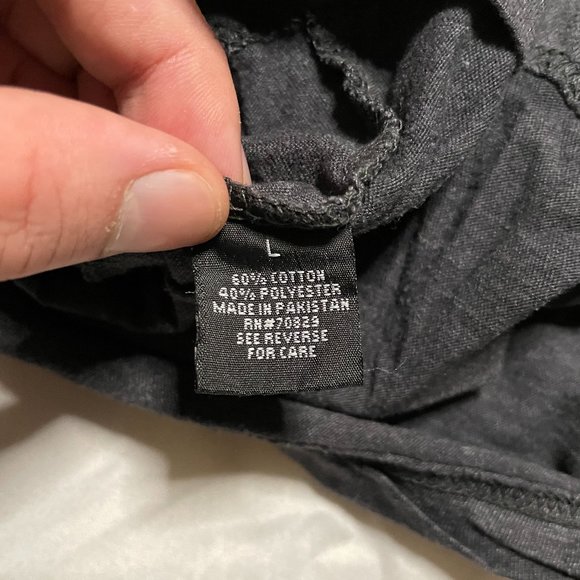 L
60% COTTON
40% POLYESTER
MADE IN PAKISTAN
RN#70829
SEE REVERSE
FOR CARE